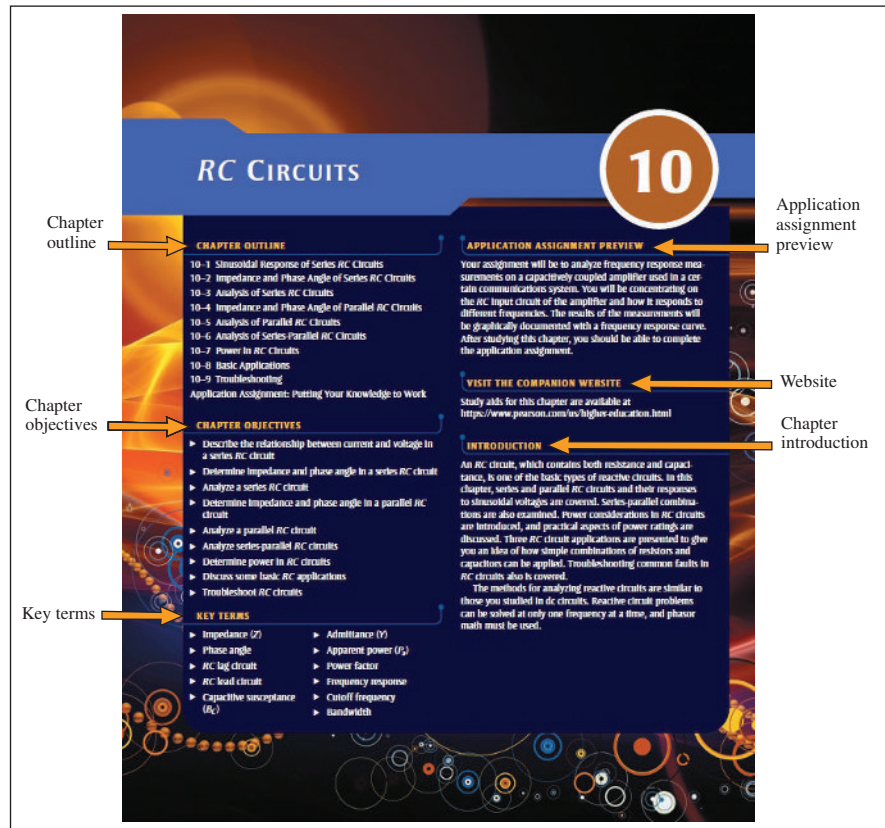 RC CIRCUITS
10
Chapter
outline
CHAPTER OUTLINE
10–1 Sinusoidal Response of Series RC Circuits
10–2 Impedance and Phase Angle of Series RC Circuits
10–3 Analysis of Series RC Circuits
10–4 Impedance and Phase Angle of Parallel RC Circuits
10–5 Analysis of Parallel RC Circuits
10–6 Analysis of Series-Parallel RC Circuits
10–7 Power in RC Circuits
10–8 Basic Applications
10–9 Troubleshooting
Application Assignment: Putting Your Knowledge to Work
Chapter
objectives
CHAPTER OBJECTIVES
► Describe the relationship between current and voltage in
a series RC circuit
► Determine impedance and phase angle in a series RC circuit
► Analyze a series RC circuit
► Determine impedance and phase angle in a parallel RC
circuit
► Analyze a parallel RC circuit
► Analyze series-parallel RC circuits
► Determine power in RC circuits
► Discuss some basic RC applications
► Troubleshoot RC circuits
Key terms
KEY TERMS
► Impedance (Z)
► Phase angle
► RC lag circuit
► RC lead circuit
► Capacitive susceptance
(BC)
► Admittance (Y)
► Apparent power (Pa)
► Power factor
► Frequency response
► Cutoff frequency
► Bandwidth
Application
assignment
preview
APPLICATION ASSIGNMENT PREVIEW
Your assignment will be to analyze frequency response mea-
surements on a capacitively coupled amplifier used in a cer-
tain communications system. You will be concentrating on
the RC input circuit of the amplifier and how it responds to
different frequencies. The results of the measurements will
be graphically documented with a frequency response curve.
After studying this chapter, you should be able to complete
the application assignment.
Website
VISIT THE COMPANION WEBSITE
Study aids for this chapter are available at
https://www.pearson.com/us/higher-education.html
Chapter
introduction
INTRODUCTION
An RC circuit, which contains both resistance and capaci-
tance, is one of the basic types of reactive circuits. In this
chapter, series and parallel RC circuits and their responses
to sinusoidal voltages are covered. Series-parallel combina-
tions are also examined. Power considerations in RC circuits
are introduced, and practical aspects of power ratings are
discussed. Three RC circuit applications are presented to give
you an idea of how simple combinations of resistors and
capacitors can be applied. Troubleshooting common faults in
RC circuits also is covered.
The methods for analyzing reactive circuits are similar to
those you studied in dc circuits. Reactive circuit problems
can be solved at only one frequency at a time, and phasor
math must be used.